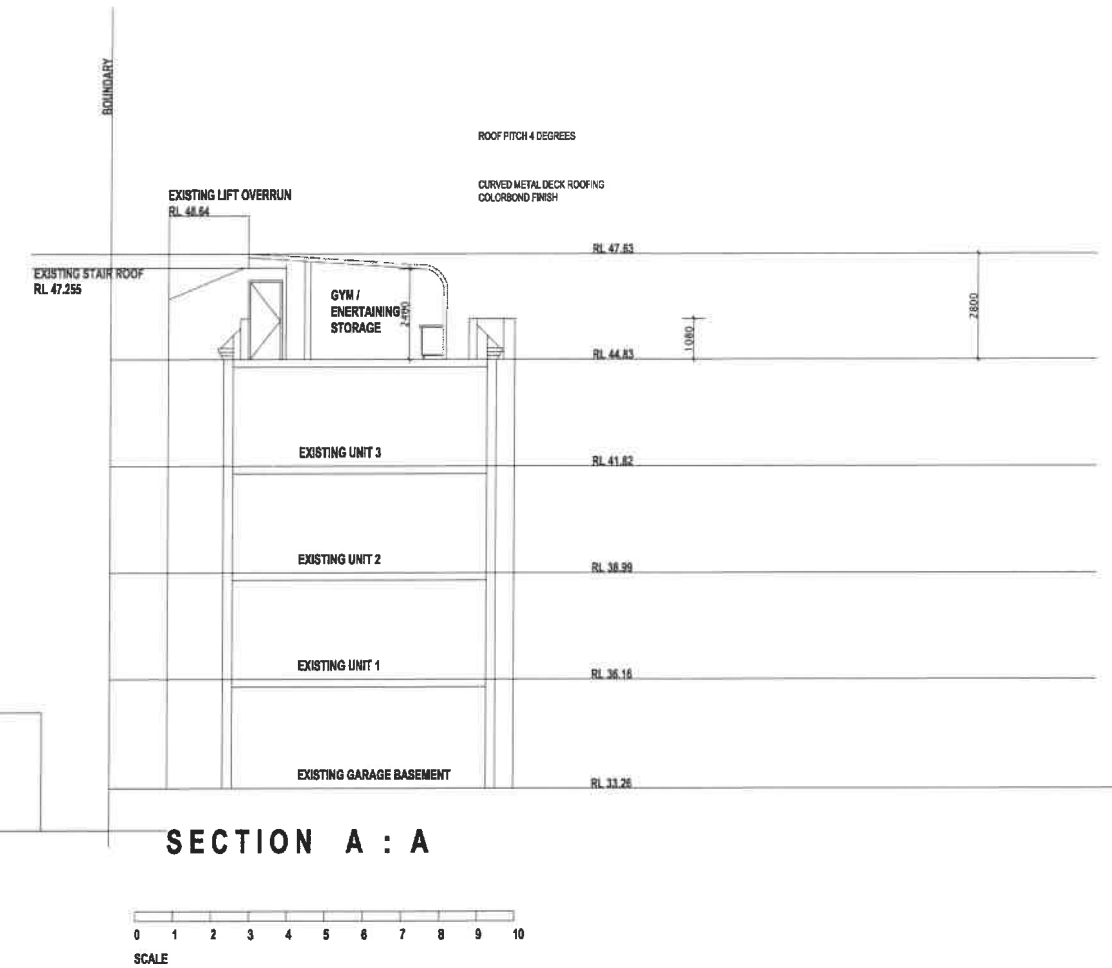 BOUNDARY
ROOF PITCH 4 DEGREES
CURVED METAL DECK ROOFING
COLORBOND FINISH
EXISTING LIFT OVERRUN
RL 48.64
RL 47.63
EXISTING STAIR ROOF
RL 47.255
GYM /
ENERTAINING
STORAGE
2400
1080
2800
RL 44.83
EXISTING UNIT 3
RL 41.82
EXISTING UNIT 2
RL 38.99
EXISTING UNIT 1
RL 36.16
EXISTING GARAGE BASEMENT
RL 33.26
SECTION A : A
0 1 2 3 4 5 6 7 8 9 10
SCALE